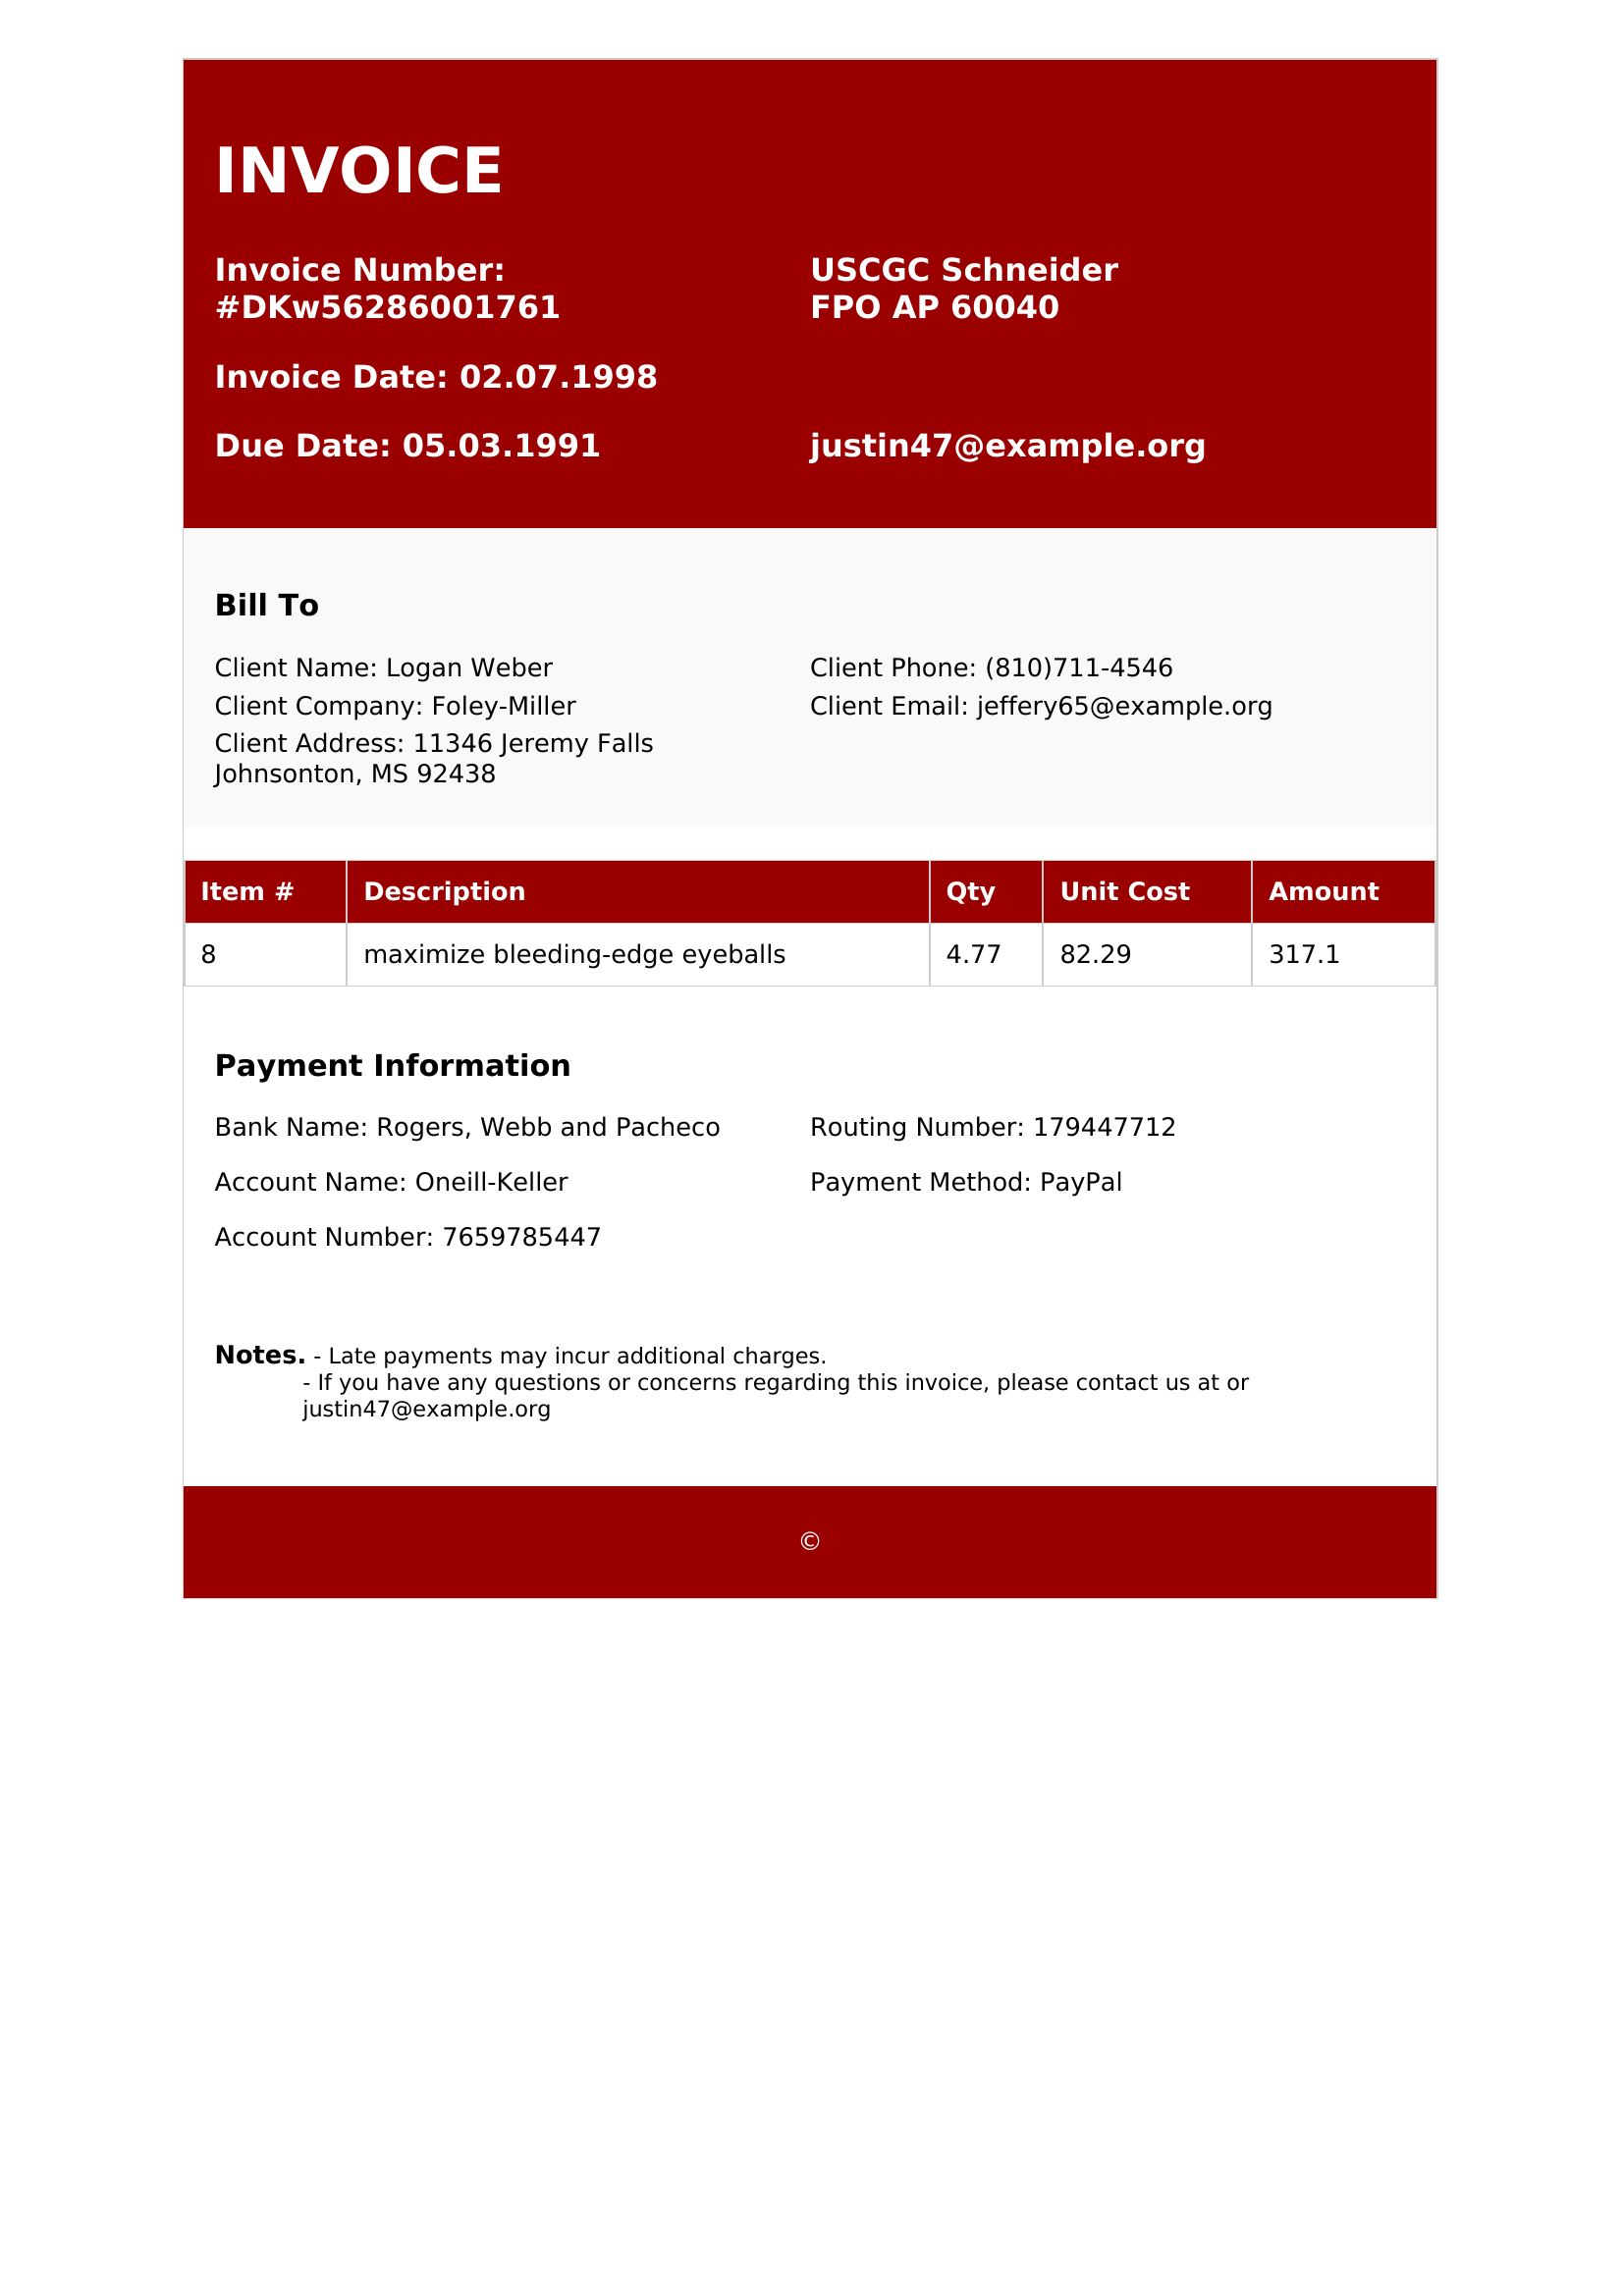 INVOICE
Invoice Number:
#DKw56286001761
Invoice Date: 02.07.1998
Due Date: 05.03.1991
USCGC Schneider
FPO AP 60040
justin47@example.org
Bill To
Client Name: Logan Weber
Client Company: Foley-Miller
Client Address: 11346 Jeremy Falls
Johnsonton, MS 92438
Client Phone: (810)711-4546
Client Email: jeffery65@example.org
Item # Description Qty Unit Cost Amount
8 maximize bleeding-edge eyeballs 4.77 82.29 317.1
Payment Information
Bank Name: Rogers, Webb and Pacheco
Account Name: Oneill-Keller
Account Number: 7659785447
Routing Number: 179447712
Payment Method: PayPal
Notes. - Late payments may incur additional charges.
- If you have any questions or concerns regarding this invoice, please contact us at or
justin47@example.org
©